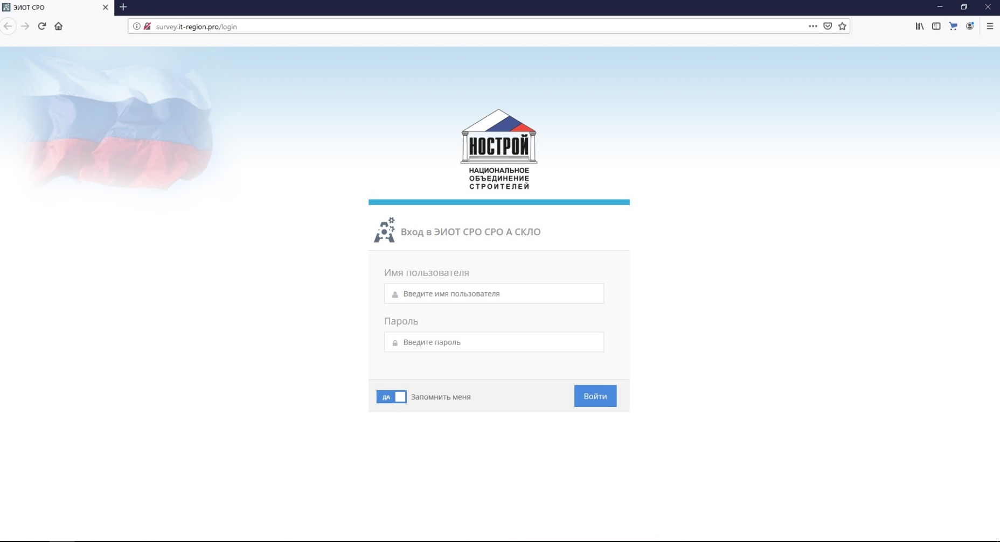 ЭИОТ СРО
survey.it-region.pro/login
НОСТРОЙ
НАЦИОНАЛЬНОЕ
ОБЪЕДИНЕНИЕ
СТРОИТЕЛЕЙ
Вход в ЭИОТ СРО СРО А СКЛО
Имя пользователя
Введите имя пользователя
Пароль
Введите пароль
ДА Запомнить меня Войти